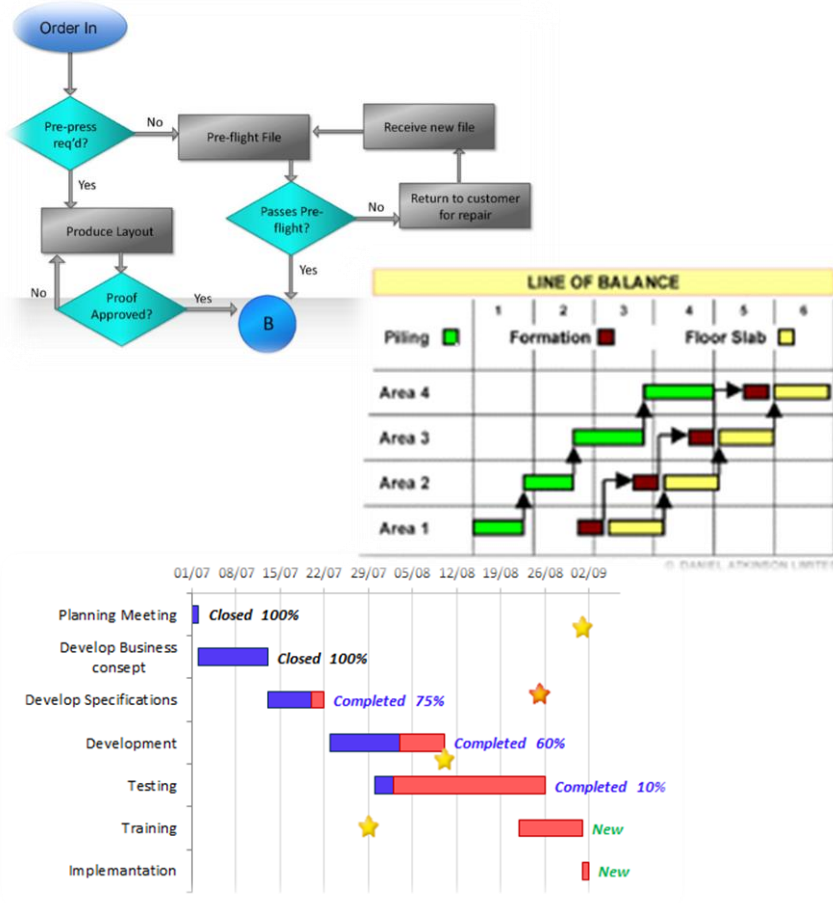 Order In
Pre-press
req'd?
No
Pre-flight File
Receive new file
Yes
Produce Layout
Passes Pre-
flight?
No
Return to customer
for repair
Yes
No
Proof
Approved?
Yes
B
LINE OF BALANCE
1 2 3 4 5 6
Piling Formation Floor Slab
Area 4
Area 3
Area 2
Area 1
© DANIEL ATKINSON LIMITE
01/07 08/07 15/07 22/07 29/07 05/08 12/08 19/08 26/08 02/09
Planning Meeting Closed 100%
Develop Business
consept
Closed 100%
Develop Specifications Completed 75%
Development Completed 60%
Testing Completed 10%
Training New
Implemantation New